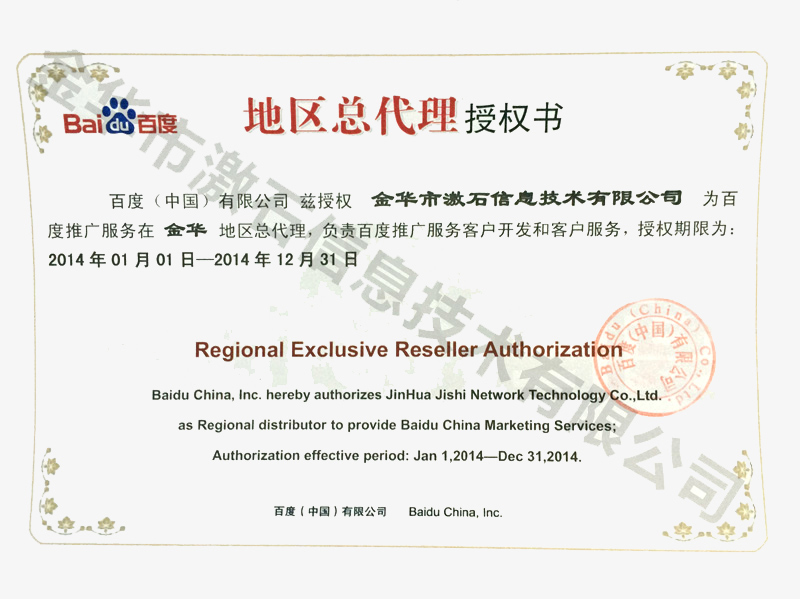 金华市激石信息技术有限公司
Bai du 百度
地区总代理授权书
百度（中国）有限公司 兹授权 金华市激石信息技术有限公司 为百
度推广服务在 金华 地区总代理，负责百度推广服务客户开发和客户服务，授权期限为：
2014 年 01 月 01 日—2014 年 12 月 31 日
Regional Exclusive Reseller Authorization
Baidu (China) Co., Ltd.
百度(中国)有限公司
Baidu China, Inc. hereby authorizes JinHua Jishi Network Technology Co.,Ltd.
as Regional distributor to provide Baidu China Marketing Services;
Authorization effective period: Jan 1,2014—Dec 31,2014.
百度（中国）有限公司 Baidu China, Inc.